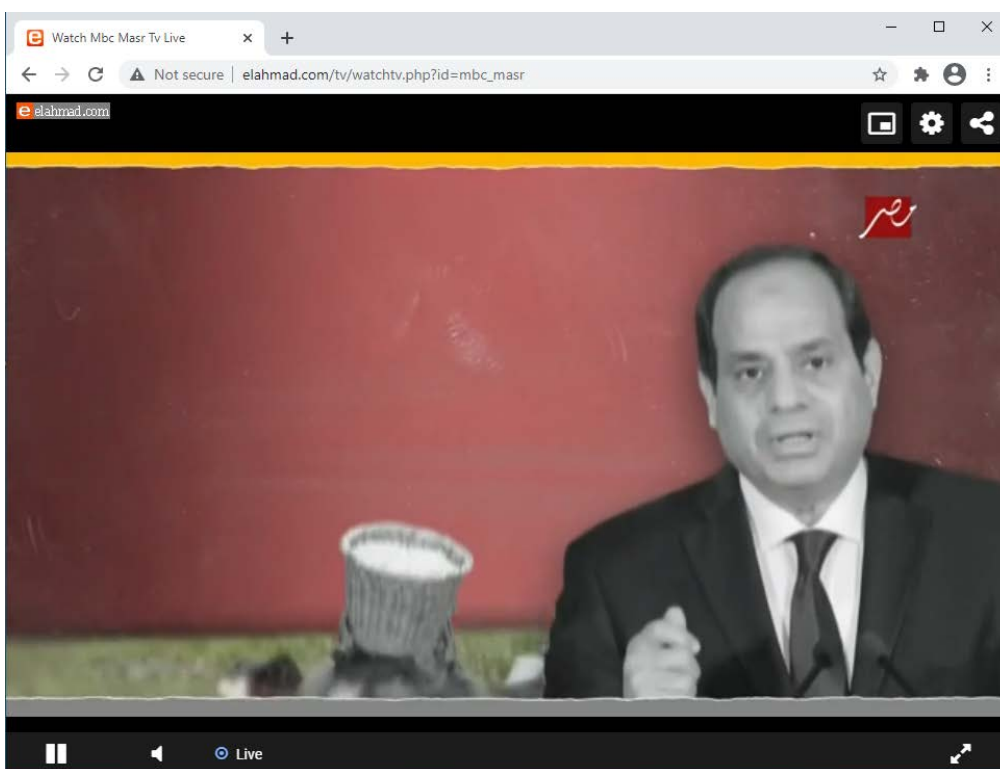 Watch Mbc Masr Tv Live
Not secure
elahmad.com/tv/watchtv.php?id=mbc_masr
e elahmad.com
مصر
Live